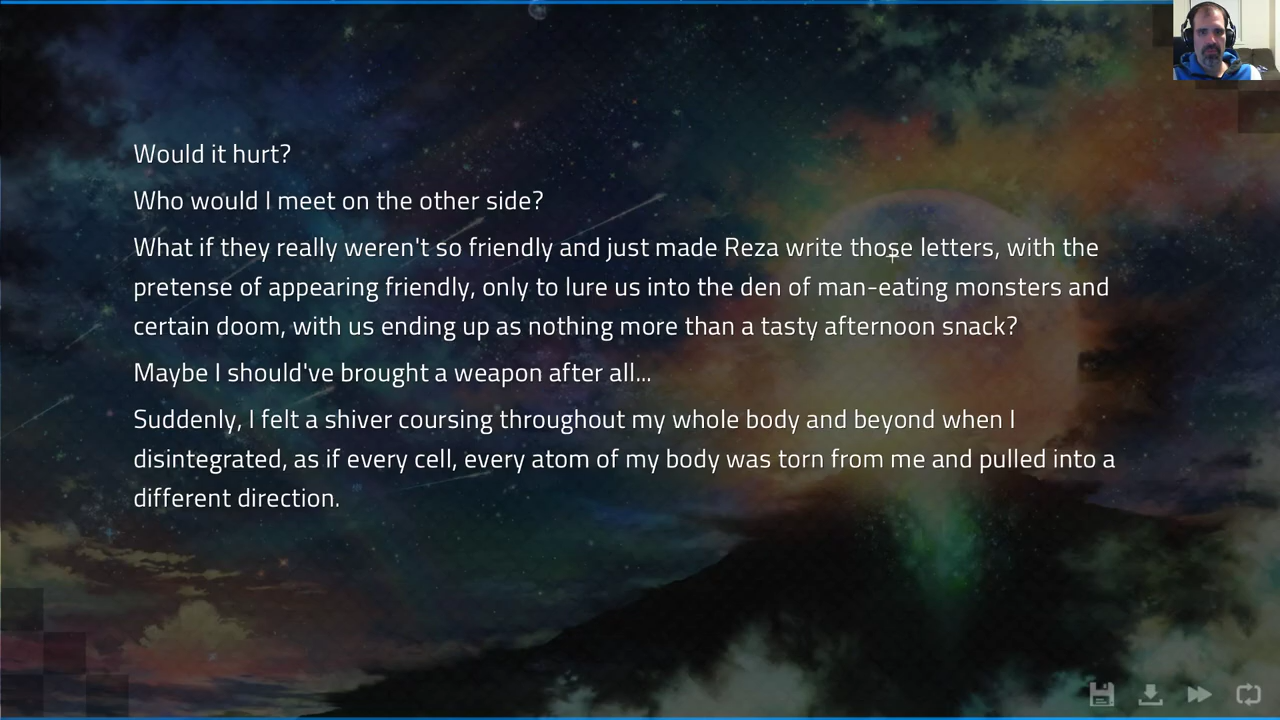 Would it hurt?
Who would I meet on the other side?
What if they really weren't so friendly and just made Reza write those letters, with the
pretense of appearing friendly, only to lure us into the den of man-eating monsters and
certain doom, with us ending up as nothing more than a tasty afternoon snack?
Maybe I should've brought a weapon after all...
Suddenly, I felt a shiver coursing throughout my whole body and beyond when I
disintegrated, as if every cell, every atom of my body was torn from me and pulled into a
different direction.